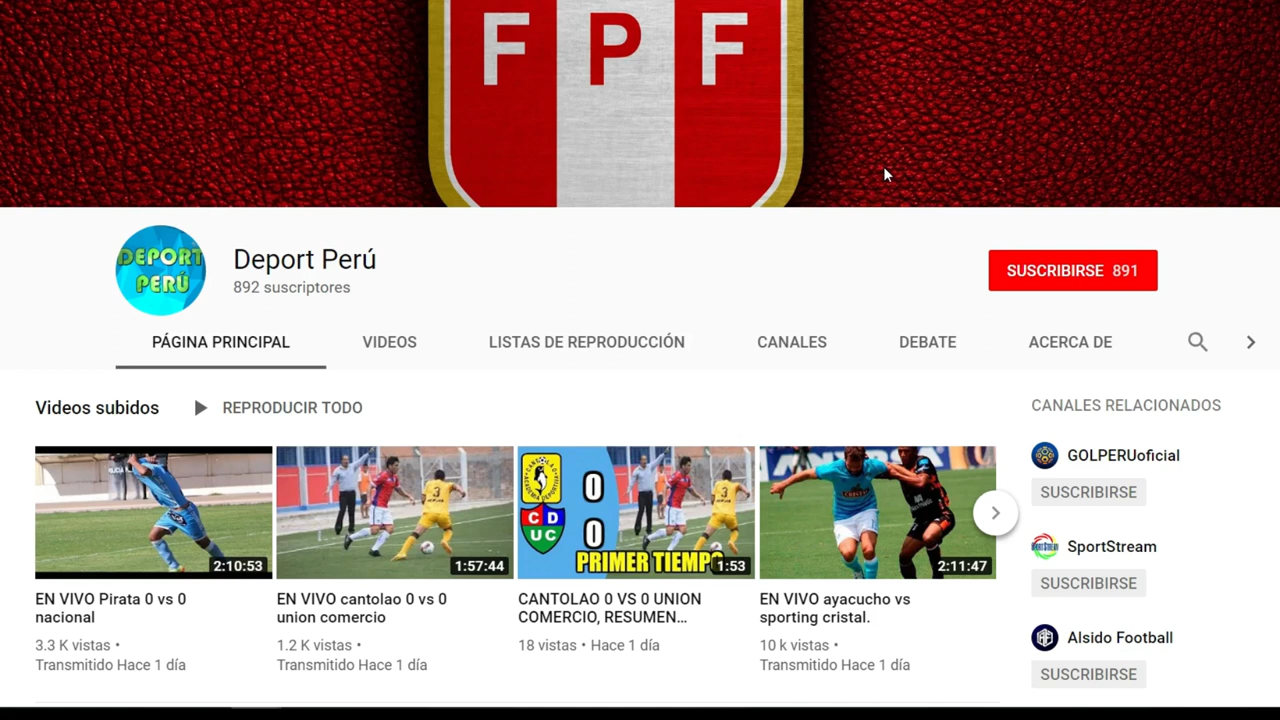 F P F
DEPORT
PERÚ
Deport Perú
892 suscriptores
SUSCRIBIRSE 891
PÁGINA PRINCIPAL
VIDEOS
LISTAS DE REPRODUCCIÓN
CANALES
DEBATE
ACERCA DE
Videos subidos
REPRODUCIR TODO
2:10:53
EN VIVO Pirata 0 vs 0
nacional
3.3 K vistas •
Transmitido Hace 1 día
1:57:44
EN VIVO cantolao 0 vs 0
union comercio
1.2 K vistas •
Transmitido Hace 1 día
0
C D
U C
0
PRIMER TIEMPO
1:53
CANTOLAO 0 VS 0 UNION
COMERCIO, RESUMEN...
18 vistas • Hace 1 día
2:11:47
EN VIVO ayacucho vs
sporting cristal.
10 k vistas •
Transmitido Hace 1 día
CANALES RELACIONADOS
GOLPERUoficial
SUSCRIBIRSE
SportStream
SUSCRIBIRSE
Alsido Football
SUSCRIBIRSE